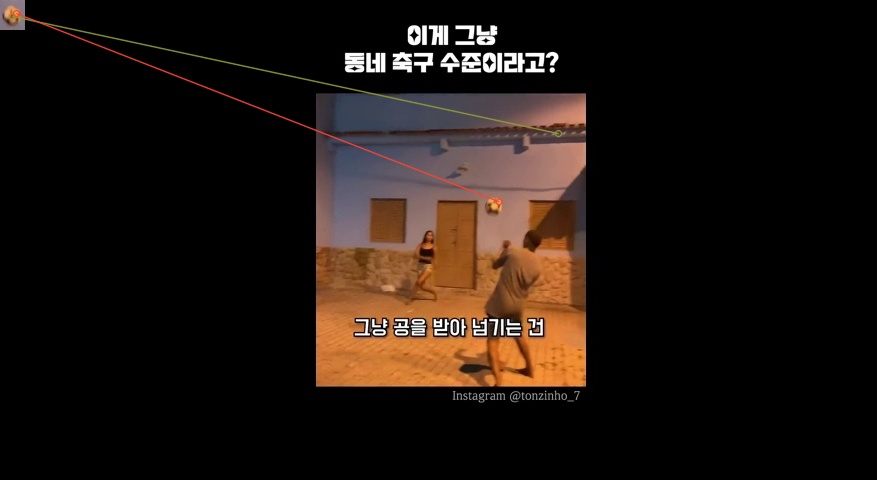 이게 그냥
동네 축구 수준이라고?
그냥 공을 받아 넘기는 건
Instagram @tonzinho_7